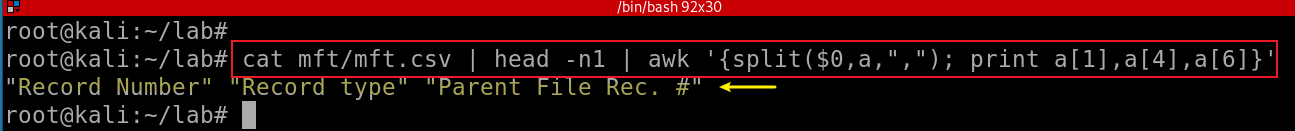 /bin/bash 92x30
root@kali:~/lab#
root@kali:~/lab# cat mft/mft.csv | head -n1 | awk '{split($0,a,","); print a[1],a[4],a[6]}'
"Record Number" "Record type" "Parent File Rec. #"
root@kali:~/lab#